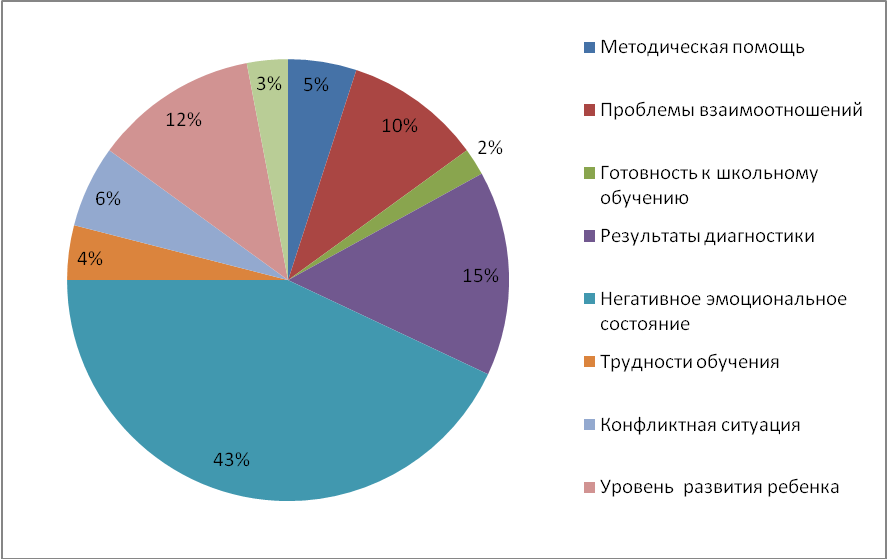 3%
5%
10%
2%
12%
15%
6%
4%
43%
Методическая помощь
Проблемы взаимоотношений
Готовность к школьному
обучению
Результаты диагностики
Негативное эмоциональное
состояние
Трудности обучения
Конфликтная ситуация
Уровень развития ребенка